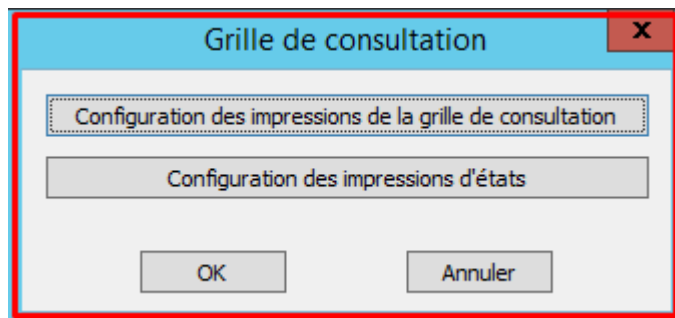 Grille de consultation
x
Configuration des impressions de la grille de consultation
Configuration des impressions d'états
OK Annuler